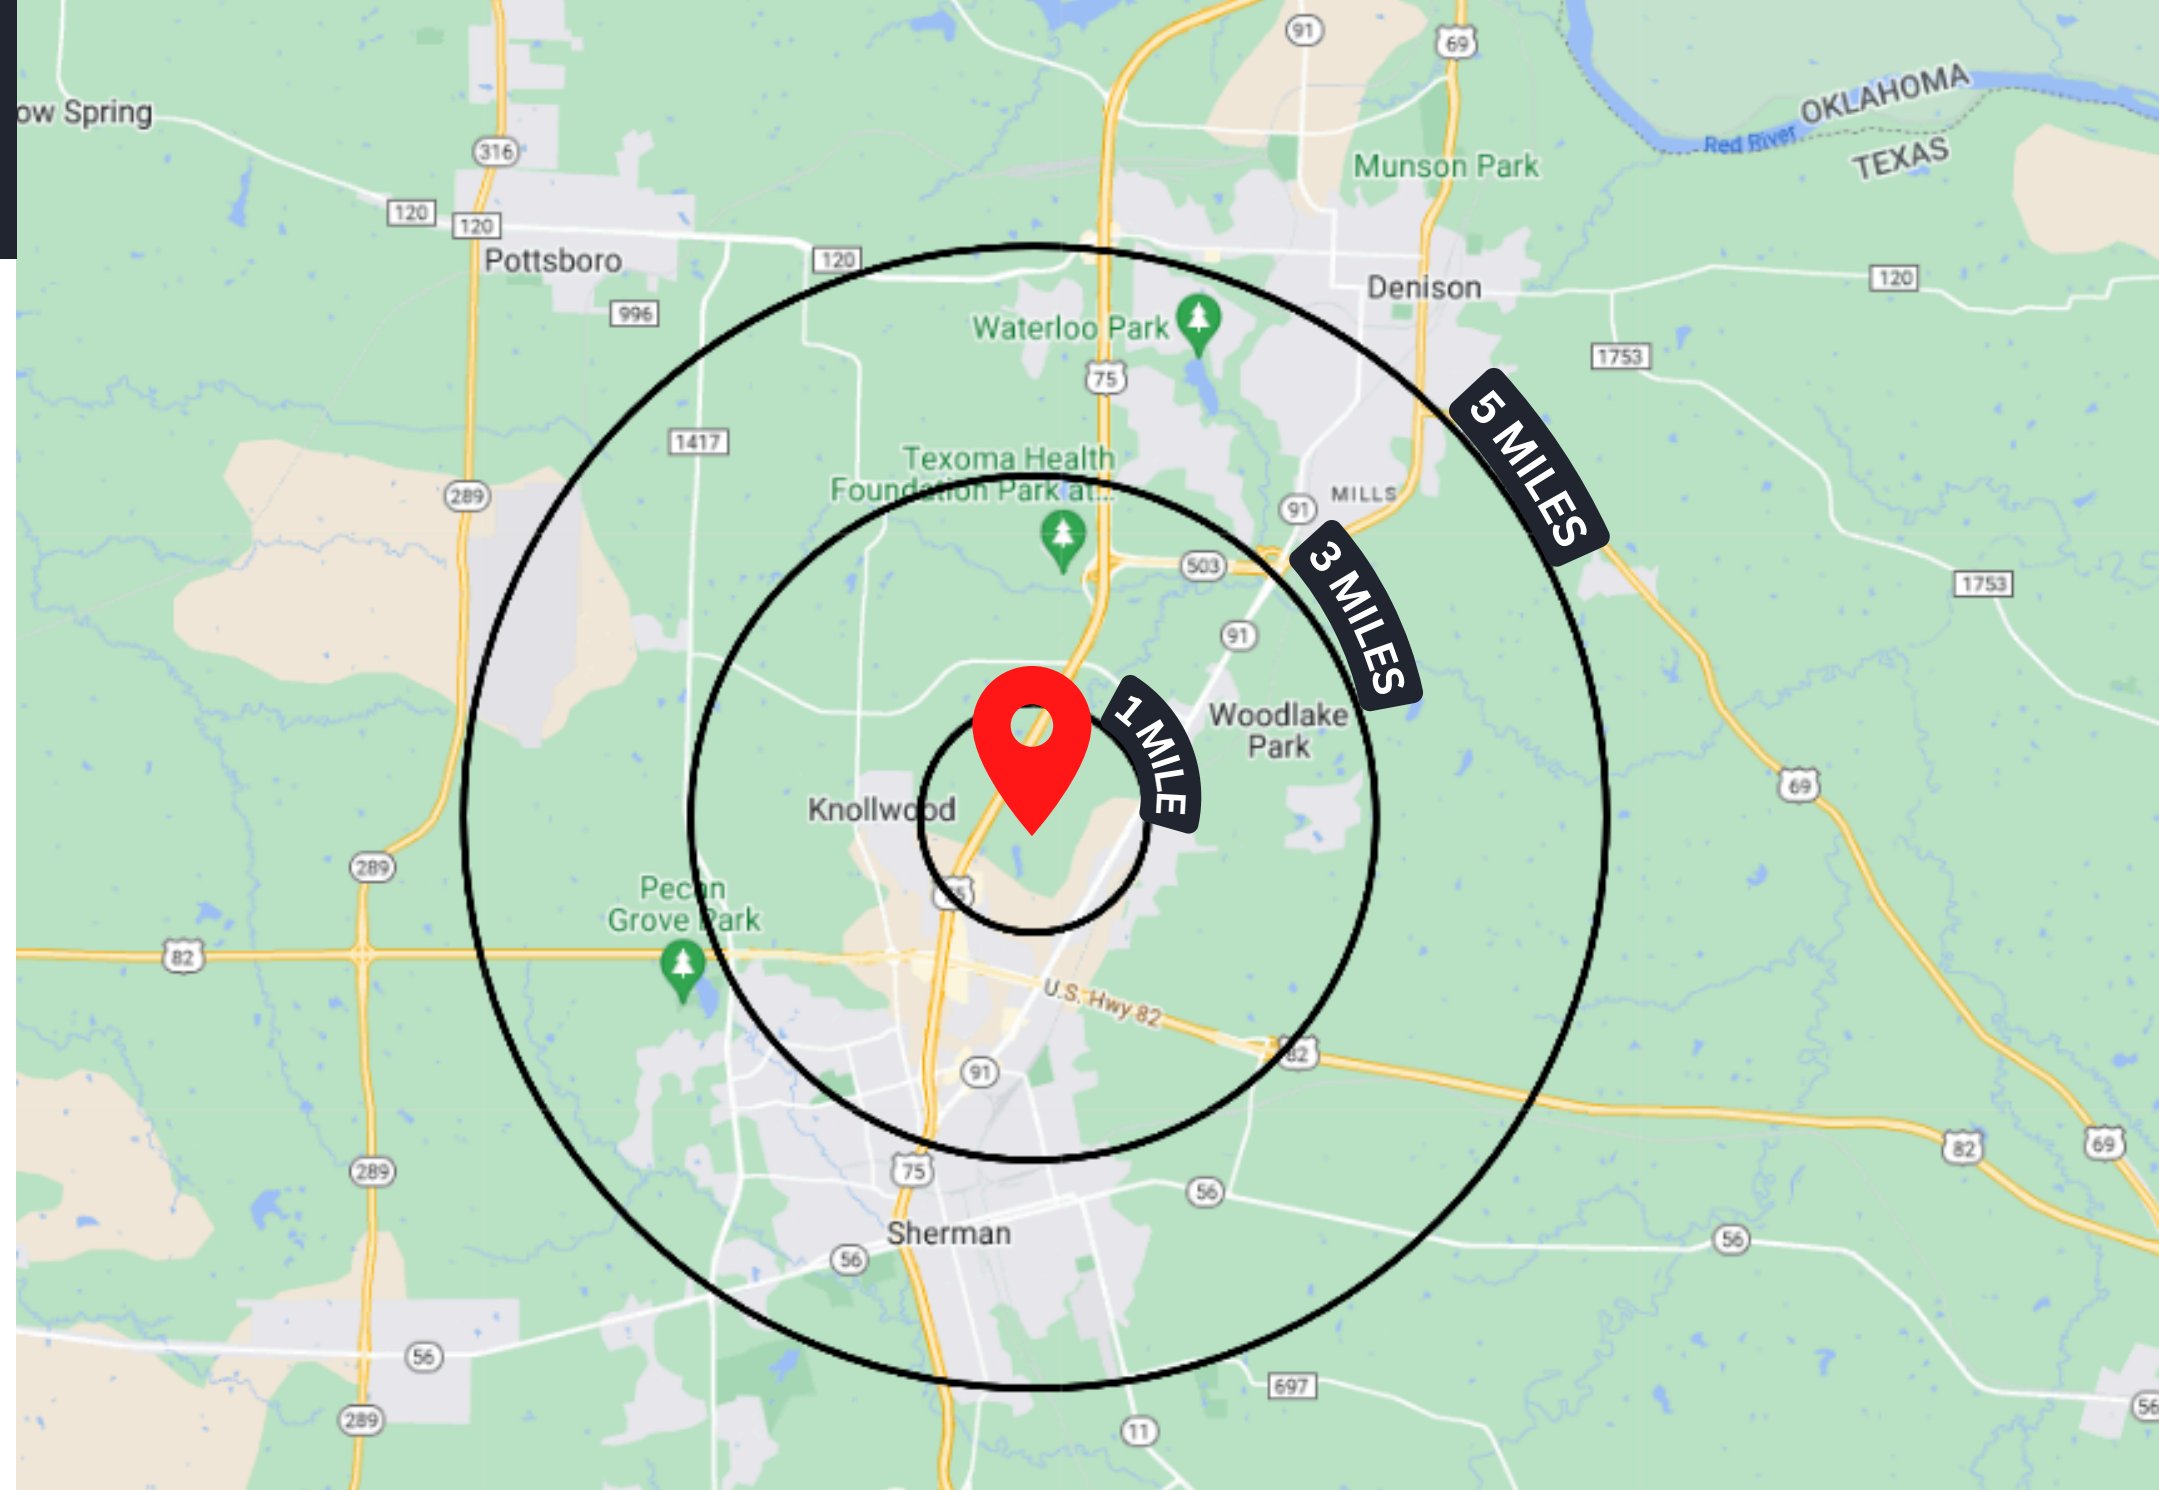 91
69
OKLAHOMA
ow Spring
Red River
TEXAS
316
Munson Park
120
120
Pottsboro
120
120
Denison
996
Waterloo Park
1753
75
5 MILES
1417
Texoma Health
Foundation Park at...
289
MILLS
91
503
3 MILES
1753
91
1 MILE
Woodlake
Park
69
Knollwood
289
Pecan
Grove Park
75
82
U.S. Hwy 82
82
91
69
82
289
75
56
Sherman
56
56
56
697
56
289
11